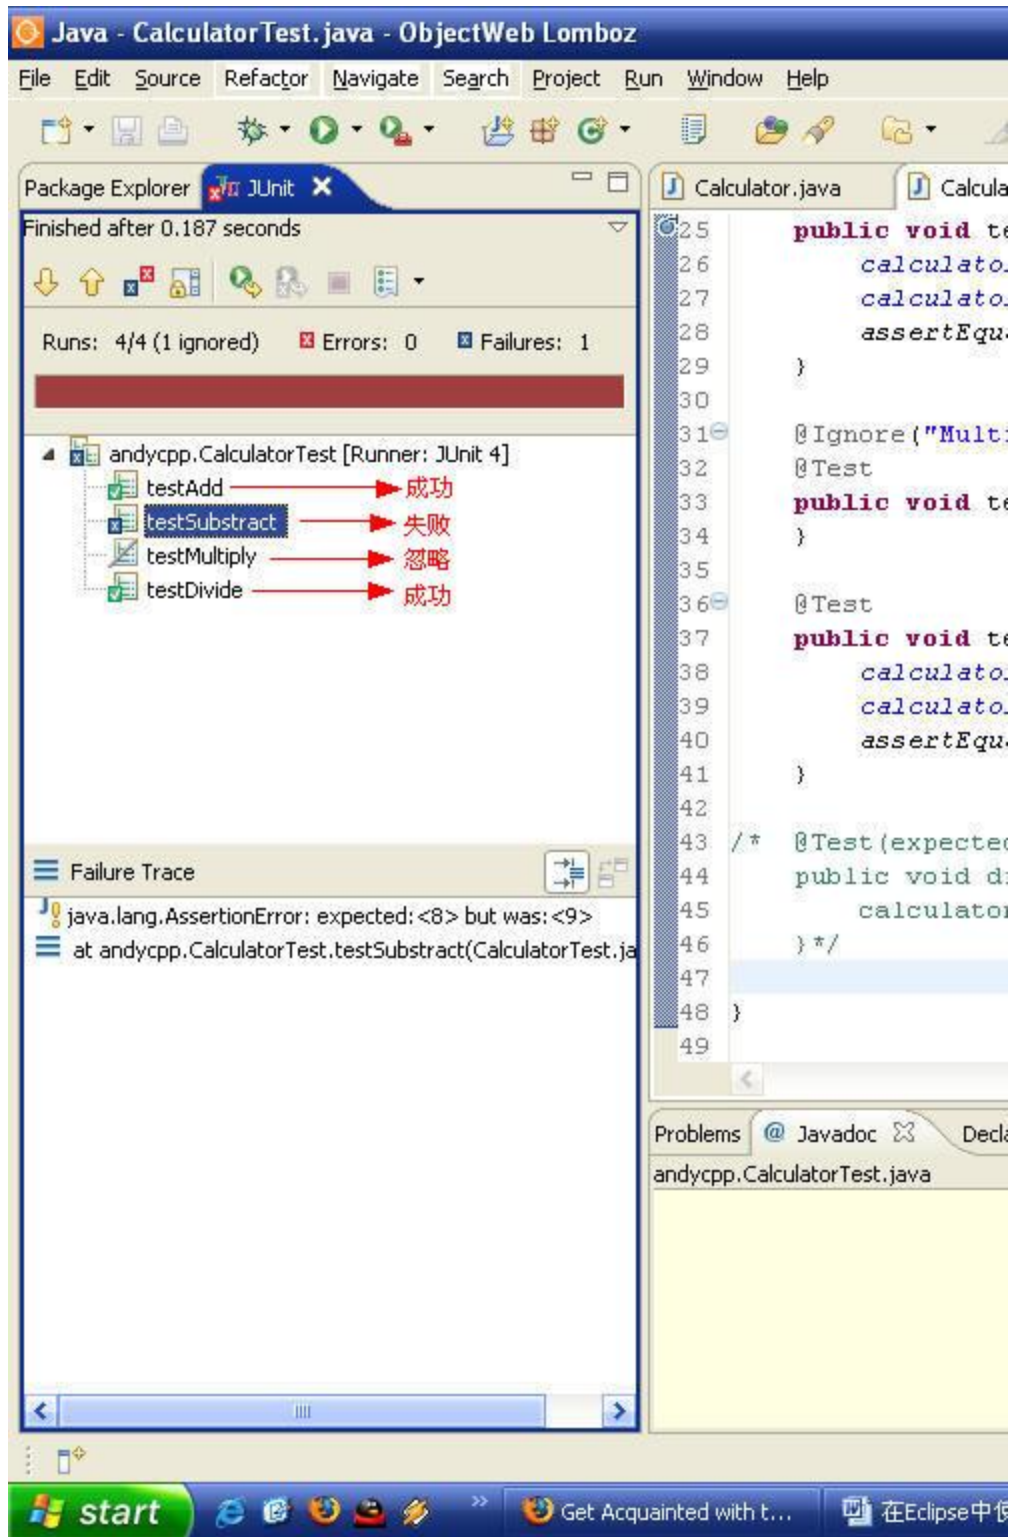 Java - CalculatorTest.java - ObjectWeb Lomboz
File Edit Source Refactor Navigate Search Project Run Window Help
Package Explorer JUnit
Finished after 0.187 seconds
Runs: 4/4 (1 ignored) Errors: 0 Failures: 1
andycpp.CalculatorTest [Runner: JUnit 4]
testAdd 成功
testSubstract 失败
testMultiply 忽略
testDivide 成功
Failure Trace
java.lang.AssertionError: expected:<8> but was:<9>
at andycpp.CalculatorTest.testSubstract(CalculatorTest.ja
Calculator.java Calcula
25 public void te
26 calculato
27 calculato
28 assertEqu
29 }
30
31 @Ignore("Multi
32 @Test
33 public void te
34 }
35
36 @Test
37 public void te
38 calculato
39 calculato
40 assertEqu
41 }
42
43 /* @Test(expected
44 public void di
45 calculator
46 }*/
47
48 }
49
Problems @ Javadoc Decla
andycpp.CalculatorTest.java
start Get Acquainted with t... 在Eclipse中使